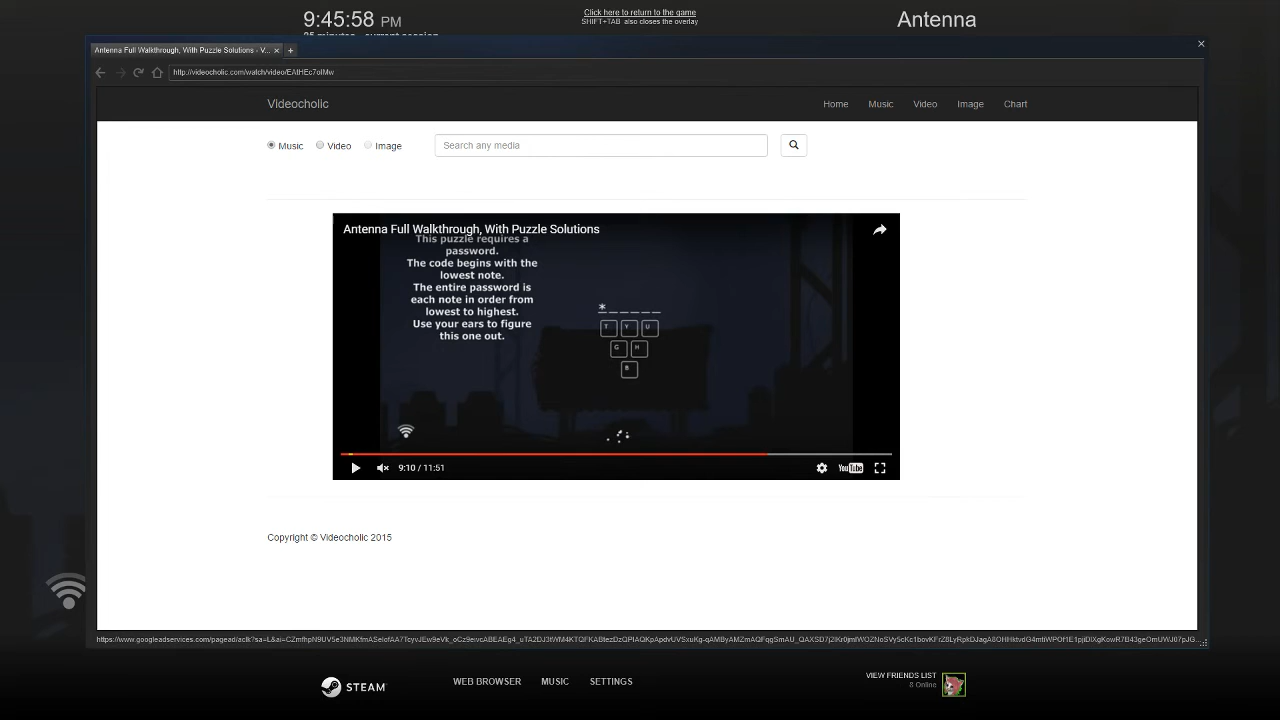 9:45:58 PM
Click here to return to the game
SHIFT+TAB also closes the overlay
Antenna
Antenna Full Walkthrough, With Puzzle Solutions - V...
http://videocholic.com/watch/video/EAtHEc7oIMw
Videocholic
Home
Music
Video
Image
Chart
Music
Video
Image
Search any media
Antenna Full Walkthrough, With Puzzle Solutions
This puzzle requires a
password.
The code begins with the
lowest note.
The entire password is
each note in order from
lowest to highest.
Use your ears to figure
this one out.
*_____
T Y U
G H
B
9:10 / 11:51
YouTube
Copyright © Videocholic 2015
STEAM
WEB BROWSER
MUSIC
SETTINGS
VIEW FRIENDS LIST
8 Online